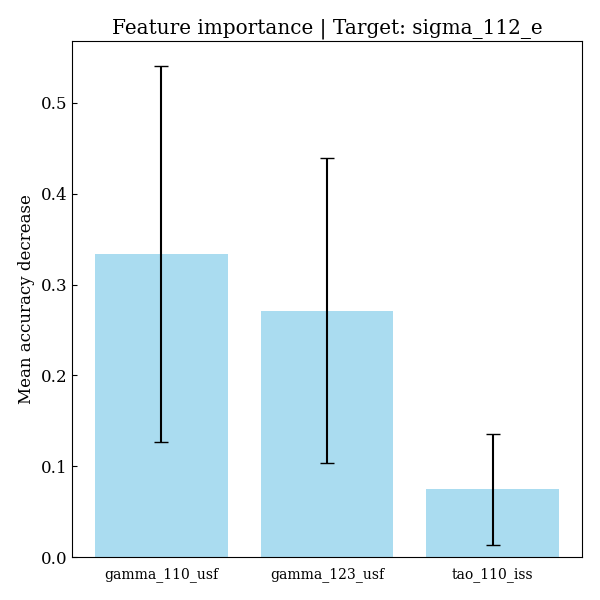 Feature importance | Target: sigma_112_e
Mean accuracy decrease
0.5
0.4
0.3
0.2
0.1
0.0
gamma_110_usf
gamma_123_usf
tao_110_iss